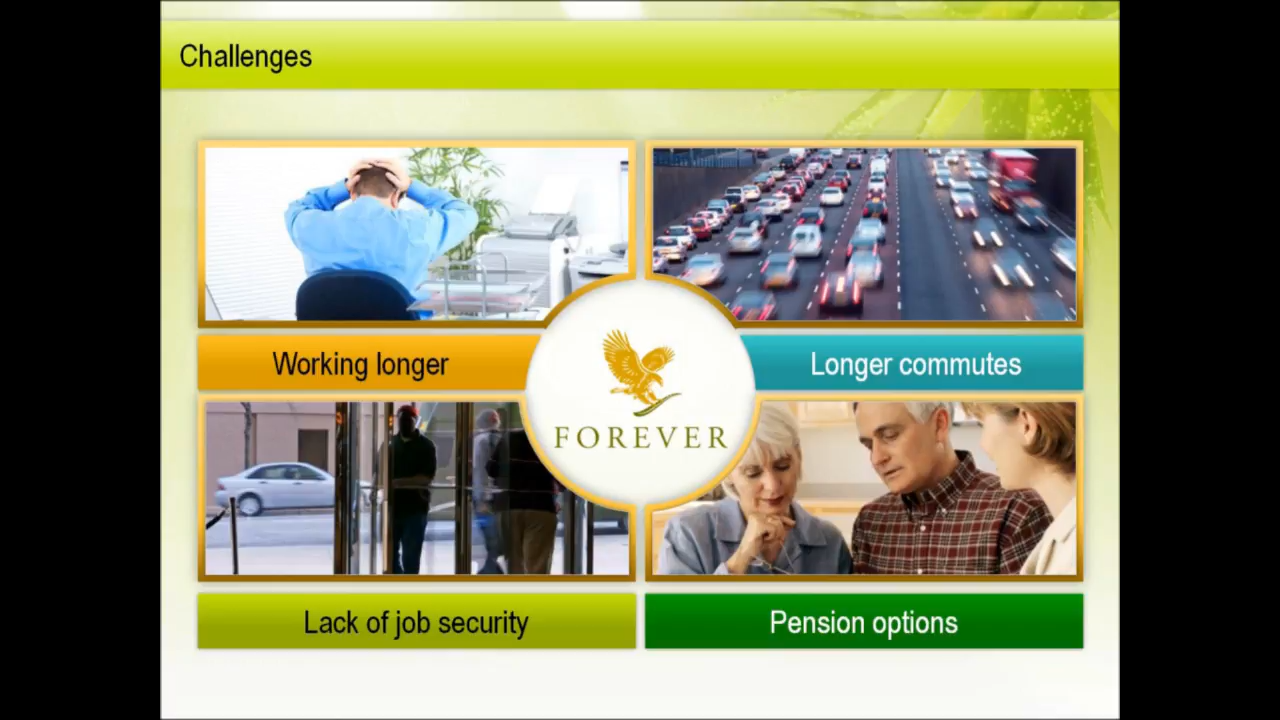 Challenges
Working longer
Longer commutes
FOREVER
Lack of job security
Pension options